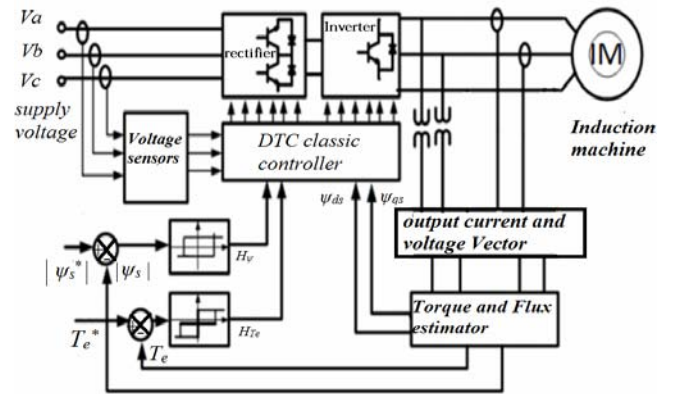 Va
Vb
Vc
supply
voltage
rectifier
Inverter
IM
Induction
machine
Voltage
sensors
DTC classic
controller
ψds
ψqs
output current and
voltage Vector
Hψ
|ψs*|
|ψs|
Torque and Flux
estimator
HTe
Te*
Te